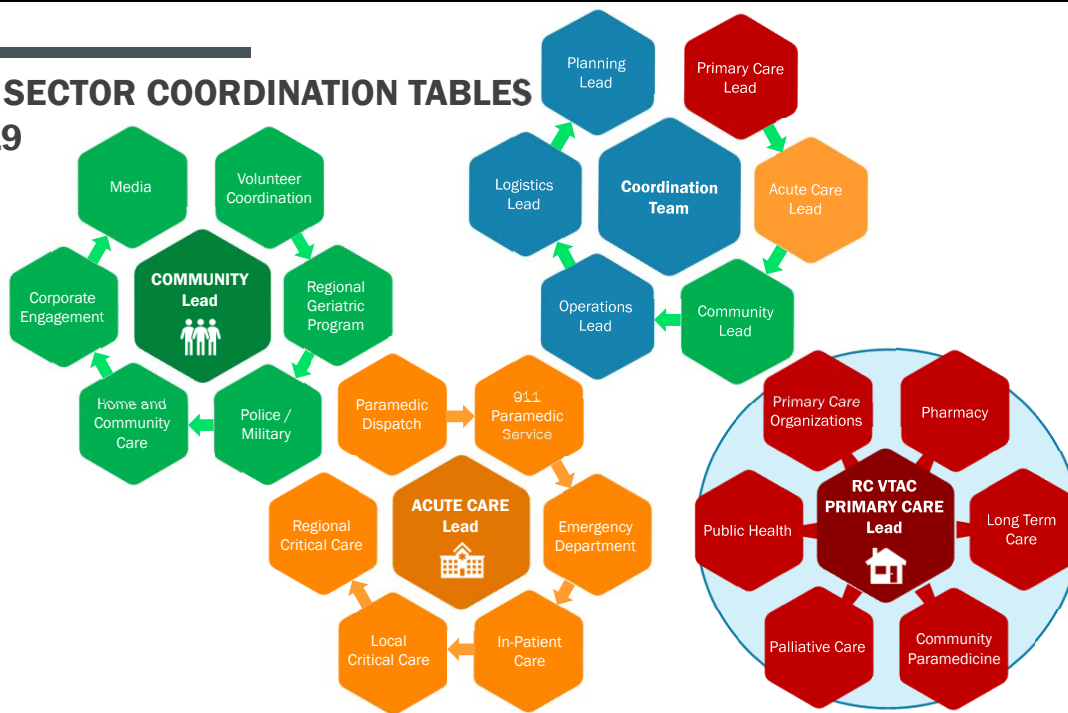 SECTOR COORDINATION TABLES
9
Planning
Lead
Primary Care
Lead
Logistics
Lead
Coordination
Team
Acute Care
Lead
Operations
Lead
Community
Lead
Media
Volunteer
Coordination
Corporate
Engagement
COMMUNITY
Lead
Regional
Geriatric
Program
Home and
Community
Care
Police /
Military
Paramedic
Dispatch
911
Paramedic
Service
Regional
Critical Care
ACUTE CARE
Lead
Emergency
Department
Local
Critical Care
In-Patient
Care
Primary Care
Organizations
Pharmacy
Public Health
RC VTAC
PRIMARY CARE
Lead
Long Term
Care
Palliative Care
Community
Paramedicine